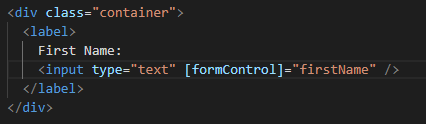 <div class="container">
<label>
First Name:
<input type="text" [formControl]="firstName" />
</label>
</div>